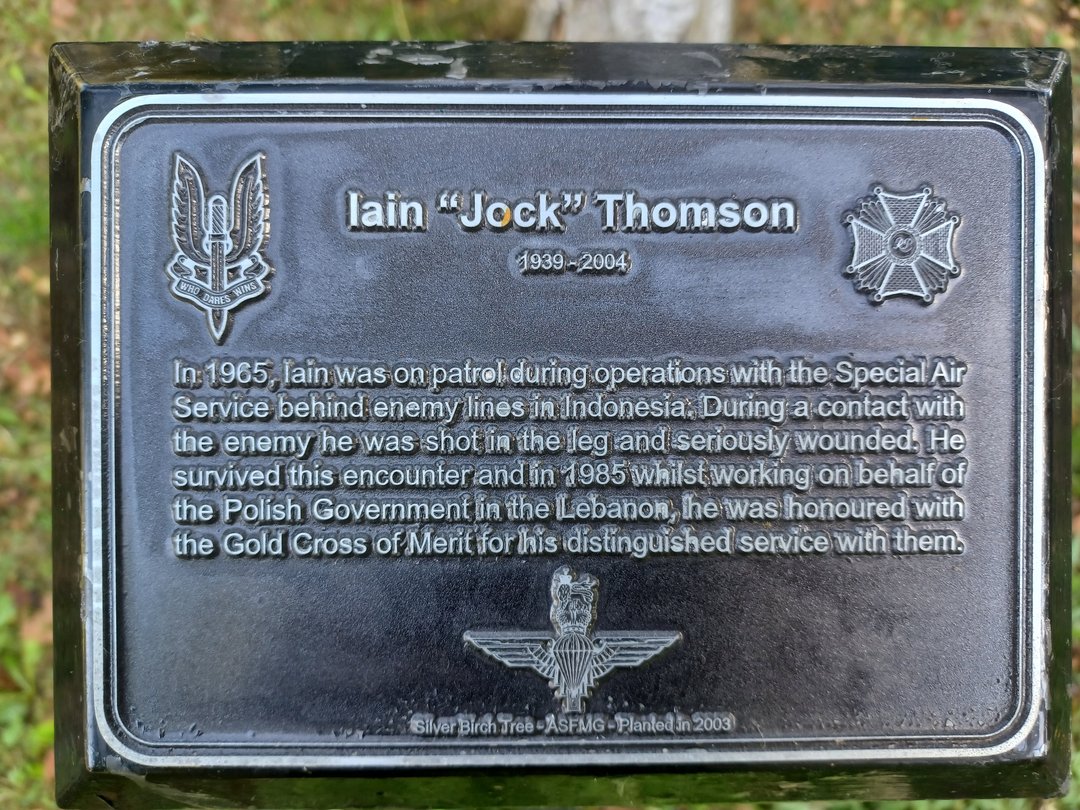 Iain “Jock” Thomson
1939 - 2004
WHO DARES WINS
In 1965, Iain was on patrol during operations with the Special Air
Service behind enemy lines in Indonesia. During a contact with
the enemy he was shot in the leg and seriously wounded. He
survived this encounter and in 1985 whilst working on behalf of
the Polish Government in the Lebanon, he was honoured with
the Gold Cross of Merit for his distinguished service with them.
Silver Birch Tree - ASFMG - Planted in 2003